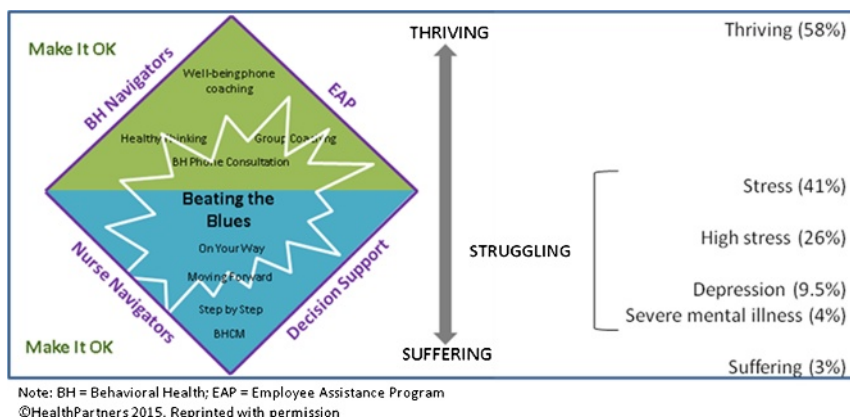 Make It OK
BH Navigators
EAP
Well-being phone
coaching
Healthy Thinking
Group Coaching
BH Phone Consultation
Beating the
Blues
On Your Way
Moving Forward
Step by Step
BHCM
Nurse Navigators
Decision Support
Make It OK
THRIVING
STRUGGLING
SUFFERING
Thriving (58%)
Stress (41%)
High stress (26%)
Depression (9.5%)
Severe mental illness (4%)
Suffering (3%)
Note: BH = Behavioral Health; EAP = Employee Assistance Program
©HealthPartners 2015. Reprinted with permission